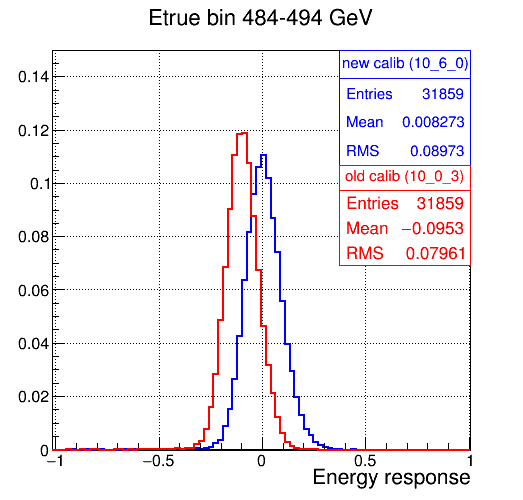 Etrue bin 484-494 GeV
new calib (10_6_0)
Entries 31859
Mean 0.008273
RMS 0.08973
old calib (10_0_3)
Entries 31859
Mean −0.0953
RMS 0.07961
0.14
0.12
0.1
0.08
0.06
0.04
0.02
0
−1 −0.5 0 0.5 1
Energy response